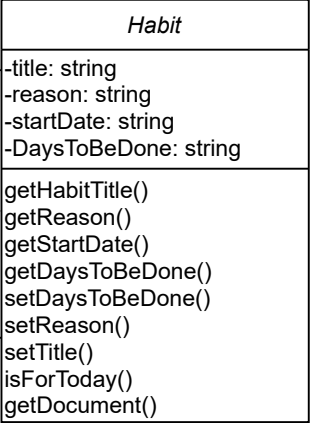 Habit
-title: string
-reason: string
-startDate: string
-DaysToBeDone: string
getHabitTitle()
getReason()
getStartDate()
getDaysToBeDone()
setDaysToBeDone()
setReason()
setTitle()
isForToday()
getDocument()